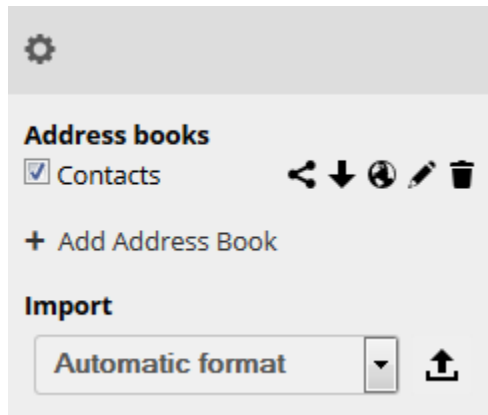 Address books
Contacts
+ Add Address Book
Import
Automatic format